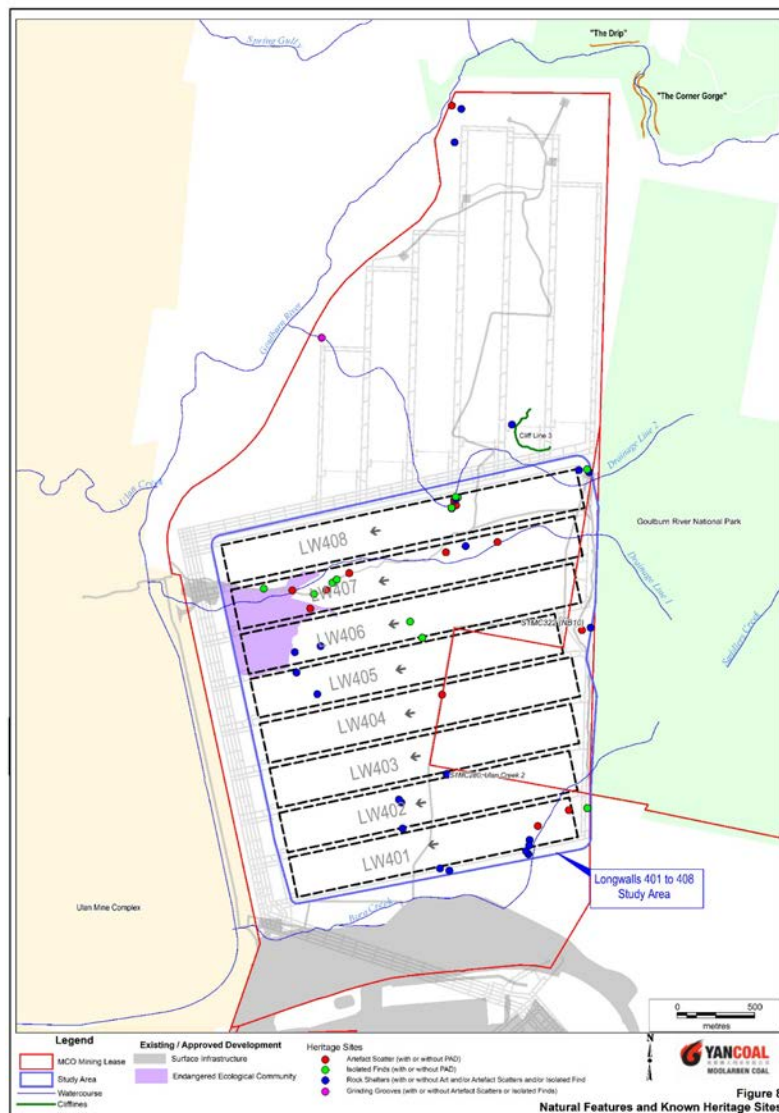 Spring Gully
"The Drip"
"The Corner Gorge"
Goulburn River
Ulan Creek
Cliff Line 3
Drainage Line 2
Goulburn River National Park
LW408
LW407
Drainage Line 1
S1MC322 (NB10)
LW406
Saddlers Creek
LW405
LW404
LW403
S1MC280, Ulan Creek 2
LW402
LW401
Longwalls 401 to 408
Study Area
Ulan Mine Complex
Bora Creek
0 500
metres
N
Legend
MCO Mining Lease
Study Area
Watercourse
Clifflines
Existing / Approved Development
Surface Infrastructure
Endangered Ecological Community
Heritage Sites
Artefact Scatter (with or without PAD)
Isolated Finds (with or without PAD)
Rock Shelters (with or without Art and/or Artefact Scatters and/or Isolated Find
Grinding Grooves (with or without Artefact Scatters or Isolated Finds)
YANCOAL
MOOLARBEN COAL
Figure
Natural Features and Known Heritage Sites